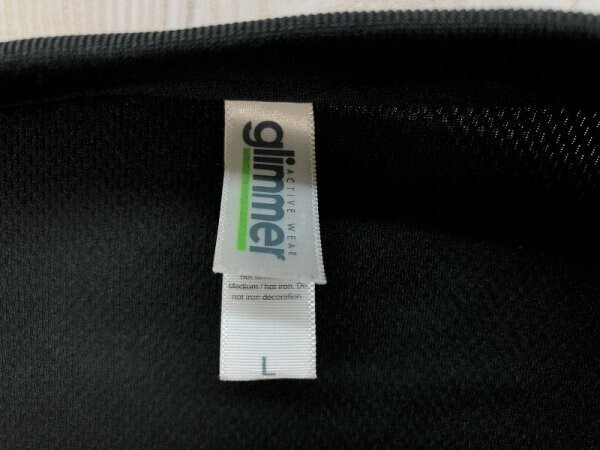 glimmer
ACTIVE WEAR
Medium / hot iron. Do
not iron decoration.
L